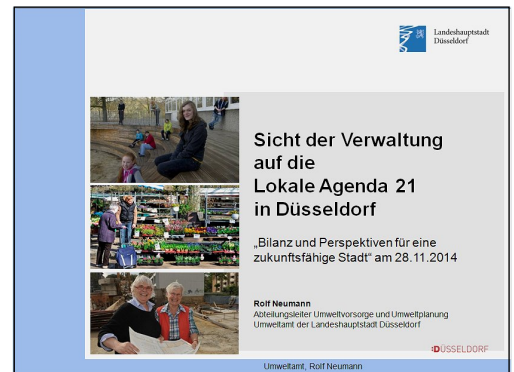 Landeshauptstadt
Düsseldorf
Sicht der Verwaltung
auf die
Lokale Agenda 21
in Düsseldorf
„Bilanz und Perspektiven für eine
zukunftsfähige Stadt“ am 28.11.2014
Rolf Neumann
Abteilungsleiter Umweltvorsorge und Umweltplanung
Umweltamt der Landeshauptstadt Düsseldorf
:DÜSSELDORF
Umweltamt, Rolf Neumann